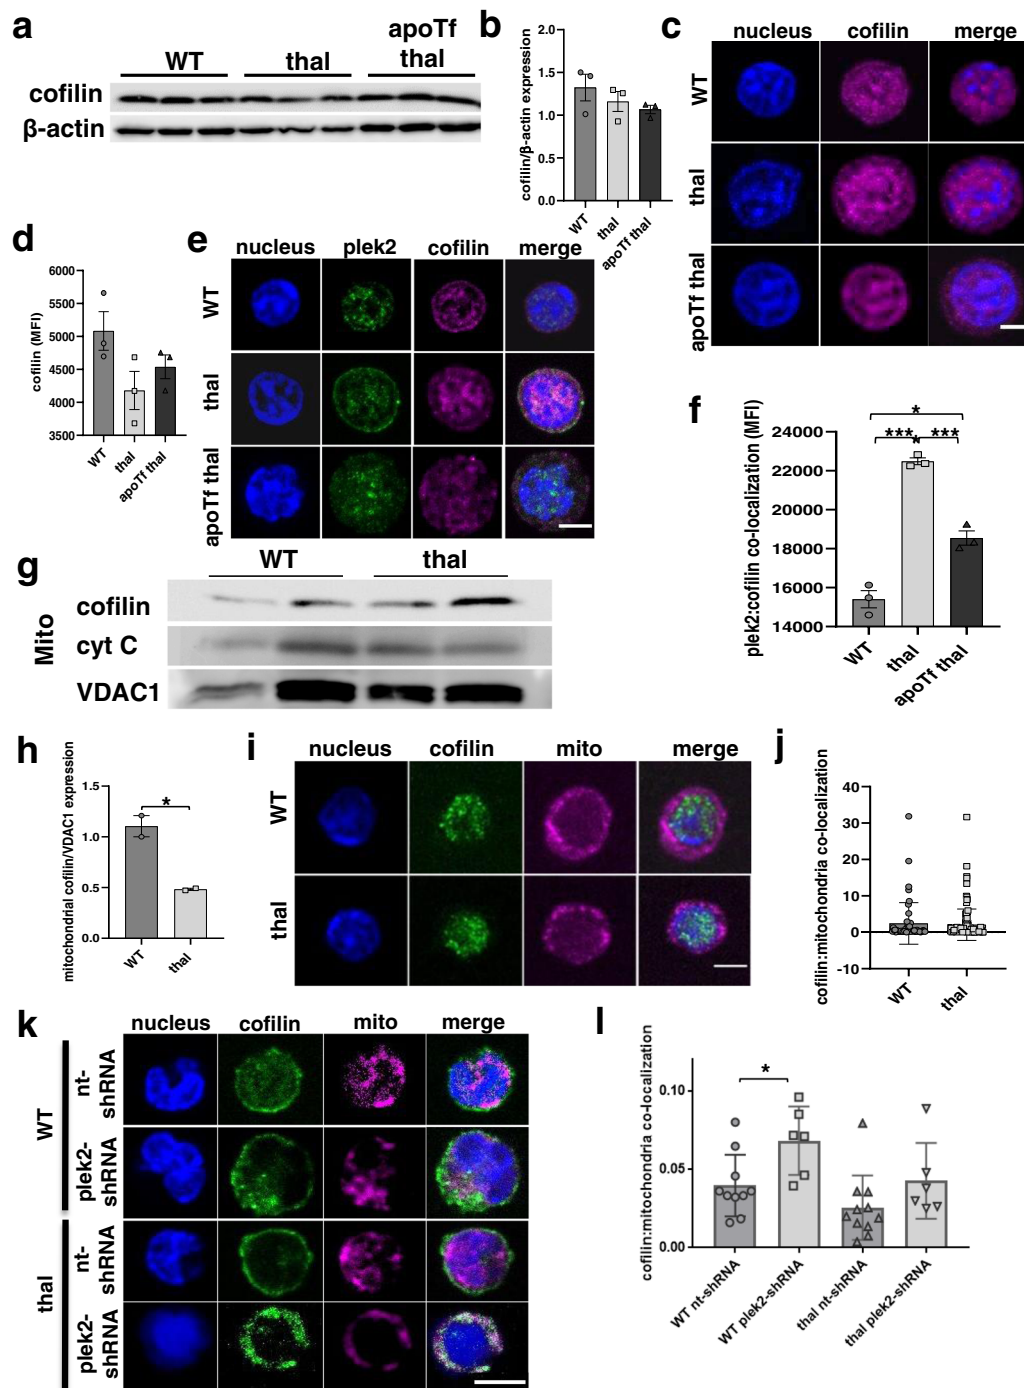 a
WT
thal
apoTf
thal
cofilin
β-actin
b
cofilin/β-actin expression
2.0
1.5
1.0
0.5
0.0
WT
thal
apoTf thal
c
nucleus
cofilin
merge
WT
thal
apoTf thal
d
cofilin (MFI)
6000
5500
5000
4500
4000
3500
WT
thal
apoTf thal
e
nucleus
plek2
cofilin
merge
WT
thal
apoTf thal
f
plek2:cofilin co-localization (MFI)
24000
22000
20000
18000
16000
14000
*
***
***
WT
thal
apoTf thal
g
WT
thal
Mito
cofilin
cyt C
VDAC1
h
mitochondrial cofilin/VDAC1 expression
1.5
1.0
0.5
0.0
*
WT
thal
i
nucleus
cofilin
mito
merge
WT
thal
j
cofilin:mitochondria co-localization
40
30
20
10
0
-10
WT
thal
k
nucleus
cofilin
mito
merge
WT
nt-
shRNA
plek2-
shRNA
thal
nt-
shRNA
plek2-
shRNA
l
cofilin:mitochondria co-localization
0.10
0.05
0.00
*
WT nt-shRNA
WT plek2-shRNA
thal nt-shRNA
thal plek2-shRNA